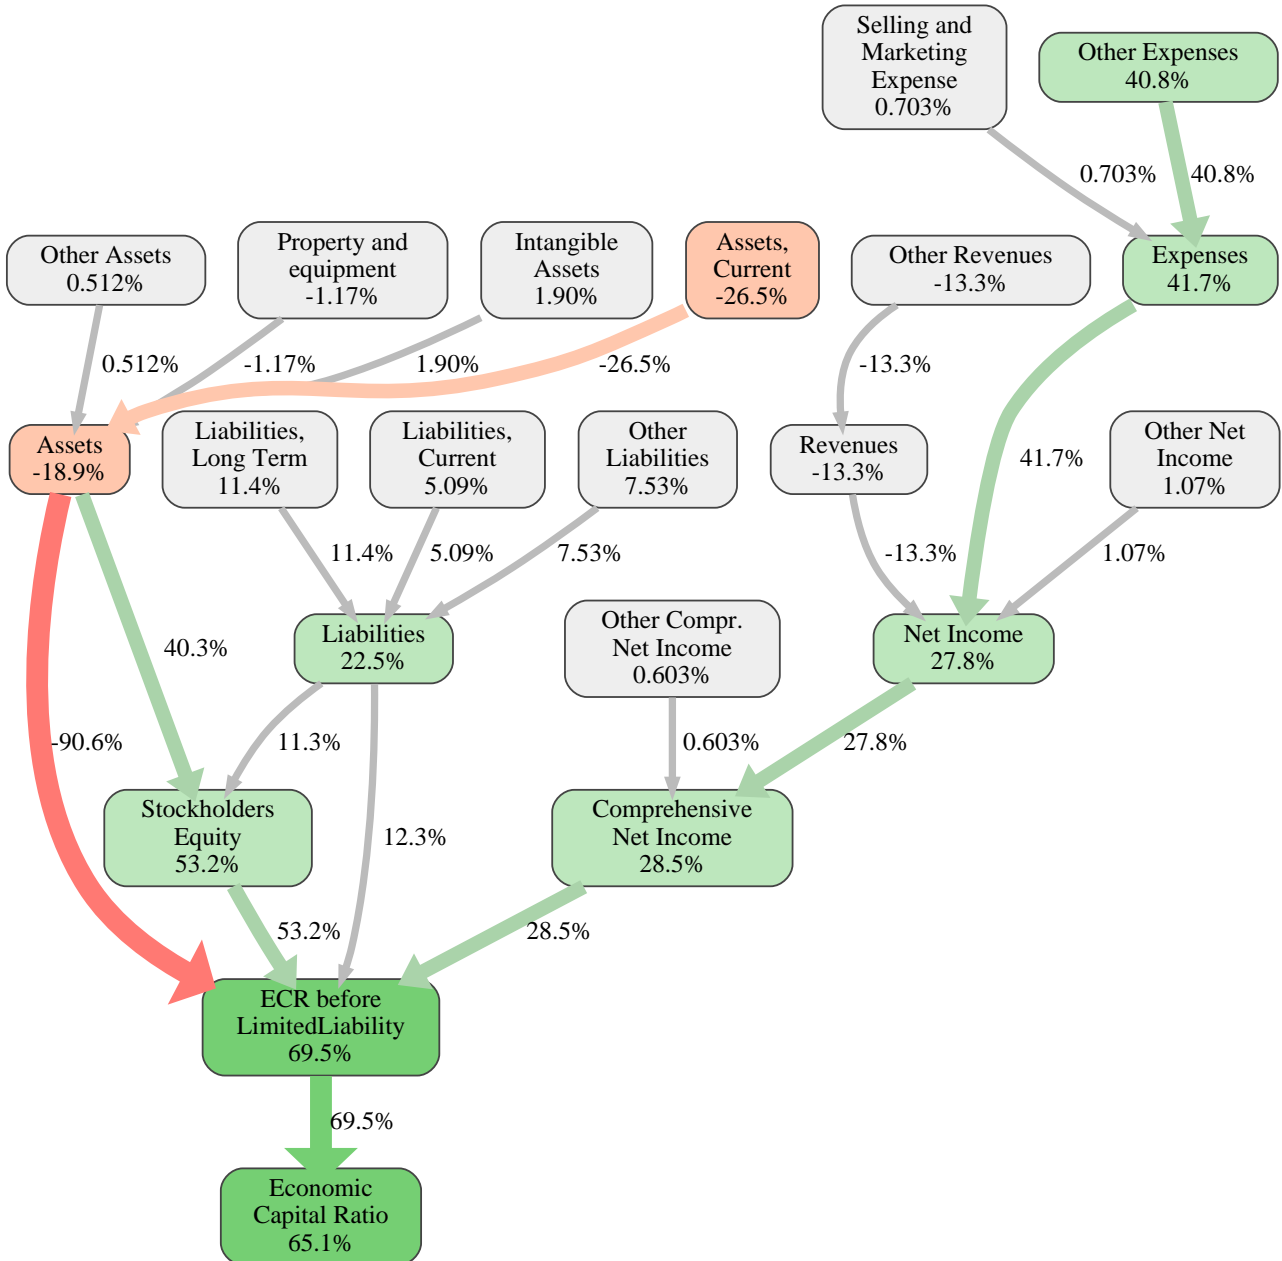 Selling and
Marketing
Expense
0.703%
Other Expenses
40.8%
0.703%
40.8%
Other Assets
0.512%
Property and
equipment
-1.17%
Intangible
Assets
1.90%
Assets,
Current
-26.5%
Other Revenues
-13.3%
Expenses
41.7%
0.512%
-1.17%
1.90%
-26.5%
-13.3%
41.7%
Assets
-18.9%
Liabilities,
Long Term
11.4%
Liabilities,
Current
5.09%
Other
Liabilities
7.53%
Revenues
-13.3%
Other Net
Income
1.07%
11.4%
5.09%
7.53%
-13.3%
1.07%
40.3%
Liabilities
22.5%
Other Compr.
Net Income
0.603%
Net Income
27.8%
-90.6%
11.3%
12.3%
0.603%
27.8%
Stockholders
Equity
53.2%
Comprehensive
Net Income
28.5%
53.2%
28.5%
ECR before
LimitedLiability
69.5%
69.5%
Economic
Capital Ratio
65.1%